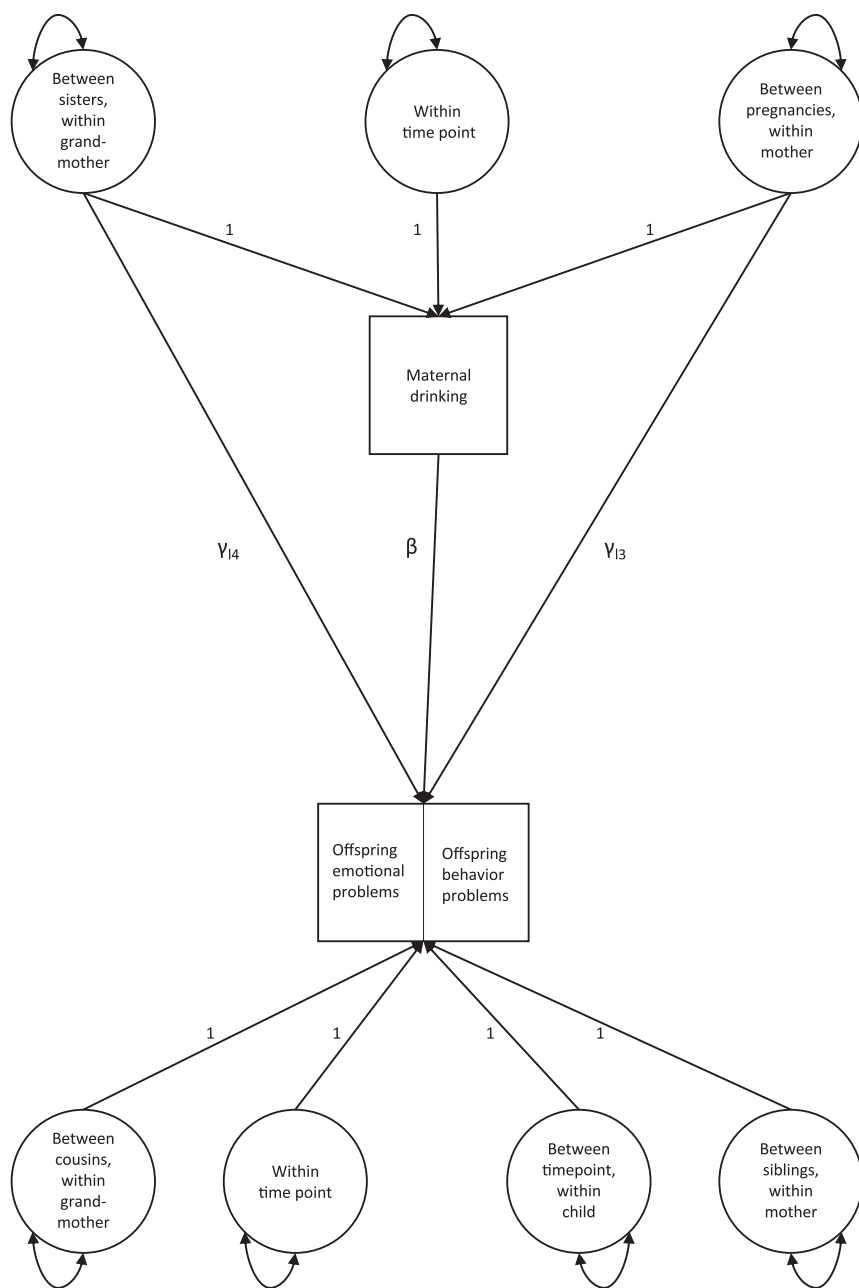 Between
sisters,
within
grand-
mother
Within
time point
Between
pregnancies,
within
mother
1
1
1
Maternal
drinking
γl4
β
γl3
Offspring
emotional
problems
Offspring
behavior
problems
1
1
1
1
Between
cousins,
within
grand-
mother
Within
time point
Between
timepoint,
within
child
Between
siblings,
within
mother